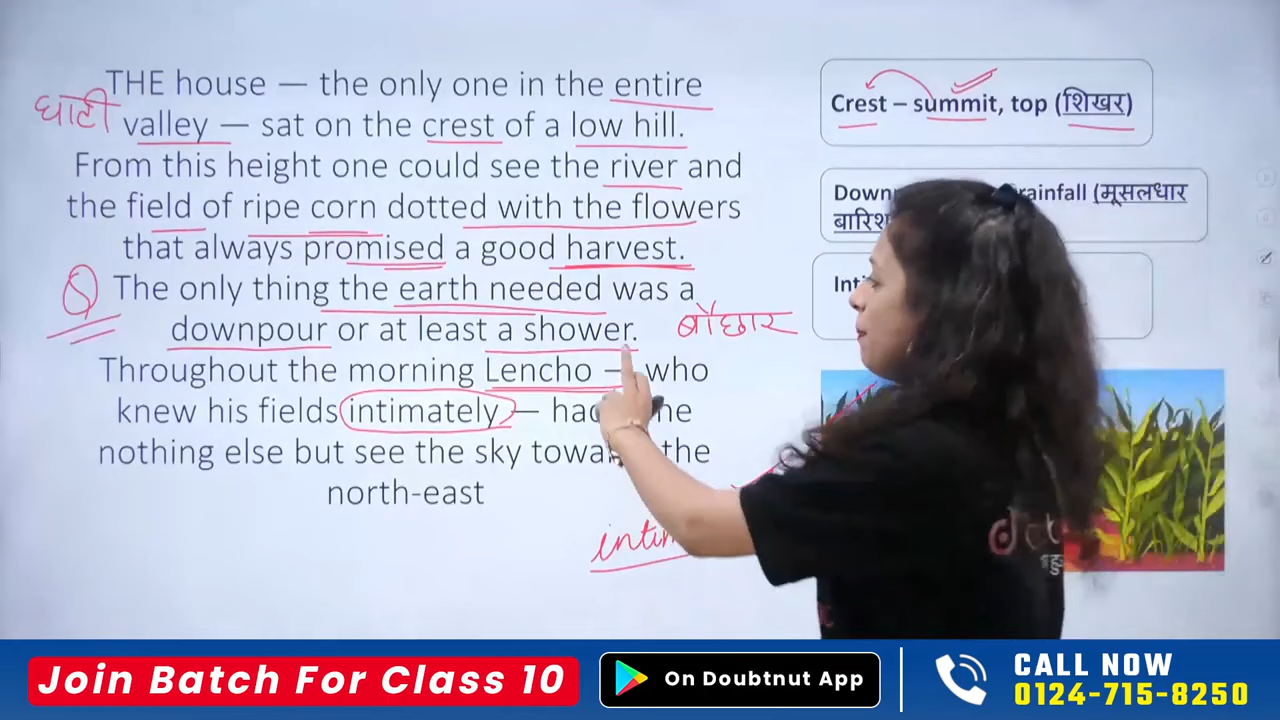 THE house — the only one in the entire
घाटी
valley — sat on the crest of a low hill.
From this height one could see the river and
the field of ripe corn dotted with the flowers
that always promised a good harvest.
Q
The only thing the earth needed was a
downpour or at least a shower.
बौछार
Throughout the morning Lencho — who
knew his fields intimately —
nothing else but see the sky the
north-east
Crest – summit, top (शिखर)
rainfall (मूसलधार
Join Batch For Class 10
On Doubtnut App
CALL NOW
0124-715-8250